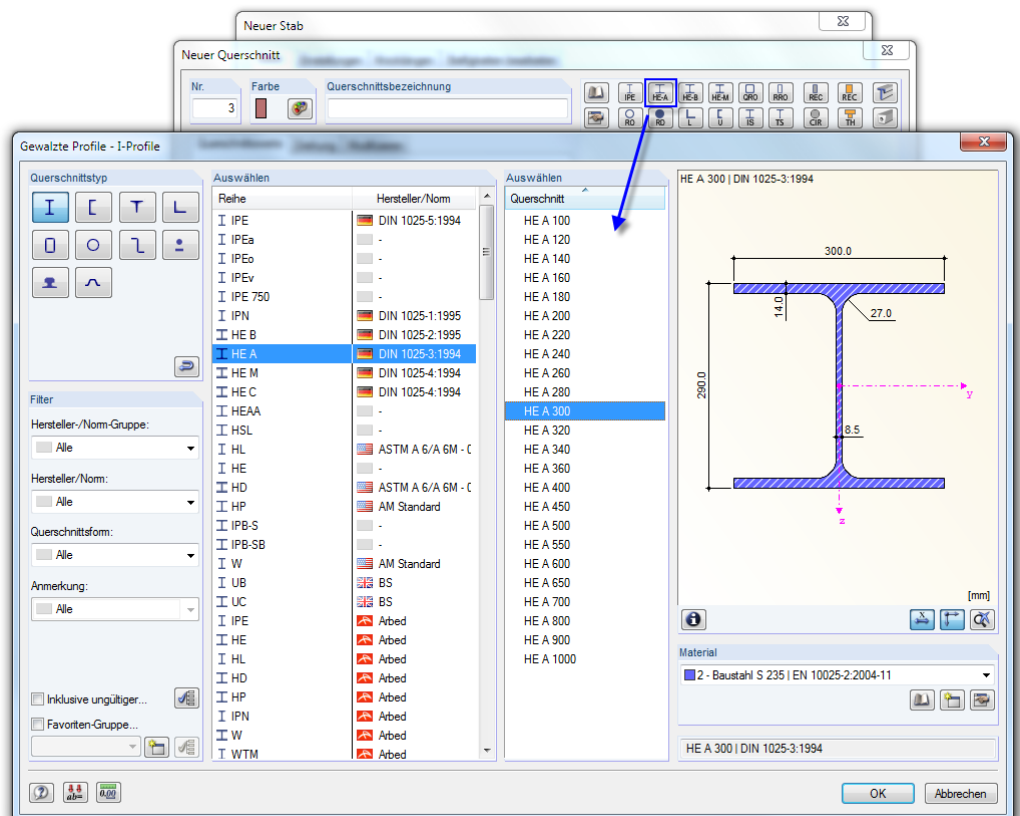 Neuer Stab
Neuer Querschnitt
Nr.
Farbe
Querschnittsbezeichnung
3
IPE
HE-A
HE-B
HE-M
QRO
RRO
REC
REC
RO
RD
L
U
IS
TS
CIR
TH
Gewalzte Profile - I-Profile
Querschnittstyp
Filter
Hersteller-/Norm-Gruppe:
Alle
Hersteller/Norm:
Alle
Querschnittsform:
Alle
Anmerkung:
Alle
Inklusive ungültiger...
Favoriten-Gruppe...
Auswählen
Reihe Hersteller/Norm
IPE DIN 1025-5:1994
IPEa -
IPEo -
IPEv -
IPE 750 -
IPN DIN 1025-1:1995
HE B DIN 1025-2:1995
HE A DIN 1025-3:1994
HE M DIN 1025-4:1994
HE C DIN 1025-4:1994
HEAA -
HSL -
HL ASTM A 6/A 6M - 0
HE -
HD ASTM A 6/A 6M - 0
HP AM Standard
IPB-S -
IPB-SB -
W AM Standard
UB BS
UC BS
IPE Arbed
HE Arbed
HL Arbed
HD Arbed
HP Arbed
IPN Arbed
W Arbed
WTM Arbed
Auswählen
Querschnitt
HE A 100
HE A 120
HE A 140
HE A 160
HE A 180
HE A 200
HE A 220
HE A 240
HE A 260
HE A 280
HE A 300
HE A 320
HE A 340
HE A 360
HE A 400
HE A 450
HE A 500
HE A 550
HE A 600
HE A 650
HE A 700
HE A 800
HE A 900
HE A 1000
HE A 300 | DIN 1025-3:1994
300.0
14.0
27.0
290.0
y
8.5
z
[mm]
Material
2 - Baustahl S 235 | EN 10025-2:2004-11
HE A 300 | DIN 1025-3:1994
ab=
0.00
OK
Abbrechen